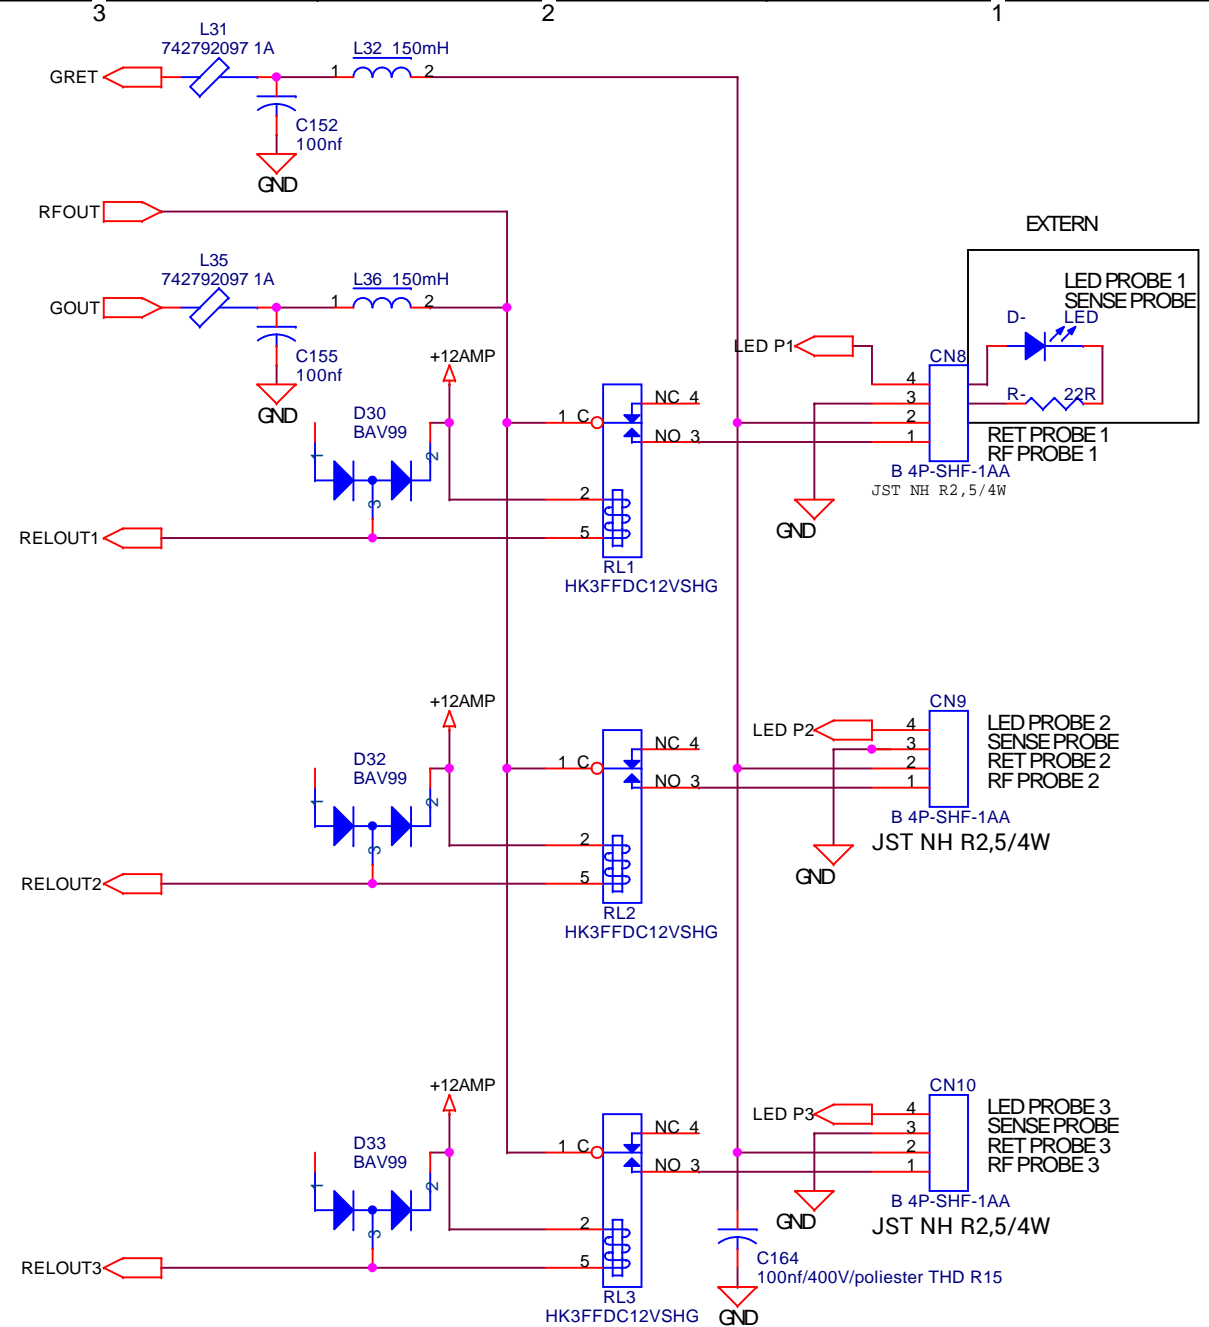 3 2 1
L31
742792097 1A
L32 150mH
GRET
1 2
C152
100nf
GND
RFOUT
EXTERN
L35
742792097 1A
L36 150mH
GOUT
1 2
C155
100nf
GND
LED PROBE 1
SENSE PROBE
D- LED
R- 22R
LED P1
CN8
4
3
2
1
RET PROBE 1
RF PROBE 1
B 4P-SHF-1AA
JST NH R2,5/4W
GND
+12AMP
D30
BAV99
1 2
3
1 C
NC 4
NO 3
2
5
RELOUT1
RL1
HK3FFDC12VSHG
+12AMP
D32
BAV99
1 2
3
1 C
NC 4
NO 3
2
5
RELOUT2
RL2
HK3FFDC12VSHG
LED P2
CN9
4
3
2
1
LED PROBE 2
SENSE PROBE
RET PROBE 2
RF PROBE 2
B 4P-SHF-1AA
JST NH R2,5/4W
GND
+12AMP
D33
BAV99
1 2
3
1 C
NC 4
NO 3
2
5
RELOUT3
RL3
HK3FFDC12VSHG
LED P3
CN10
4
3
2
1
LED PROBE 3
SENSE PROBE
RET PROBE 3
RF PROBE 3
B 4P-SHF-1AA
JST NH R2,5/4W
GND
C164
100nf/400V/poliester THD R15
GND